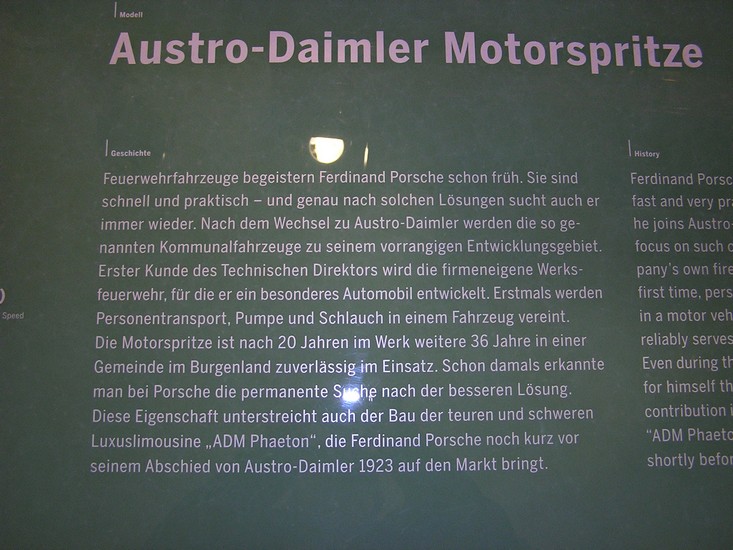 Modell
Austro-Daimler Motorspritze
Geschichte
Feuerwehrfahrzeuge begeistern Ferdinand Porsche schon früh. Sie sind
schnell und praktisch – und genau nach solchen Lösungen sucht auch er
immer wieder. Nach dem Wechsel zu Austro-Daimler werden die so ge-
nannten Kommunalfahrzeuge zu seinem vorrangigen Entwicklungsgebiet.
Erster Kunde des Technischen Direktors wird die firmeneigene Werks-
feuerwehr, für die er ein besonderes Automobil entwickelt. Erstmals werden
Personentransport, Pumpe und Schlauch in einem Fahrzeug vereint.
Die Motorspritze ist nach 20 Jahren im Werk weitere 36 Jahre in einer
Gemeinde im Burgenland zuverlässig im Einsatz. Schon damals erkannte
man bei Porsche die permanente Suche nach der besseren Lösung.
Diese Eigenschaft unterstreicht auch der Bau der teuren und schweren
Luxuslimousine „ADM Phaeton“, die Ferdinand Porsche noch kurz vor
seinem Abschied von Austro-Daimler 1923 auf den Markt bringt.
History
Ferdinand Porsc
fast and very pra
he joins Austro-
focus on such c
pany's own fire
first time, pers
in a motor veh
reliably serves
Even during th
for himself th
contribution i
“ADM Phaeto
shortly befor
Speed